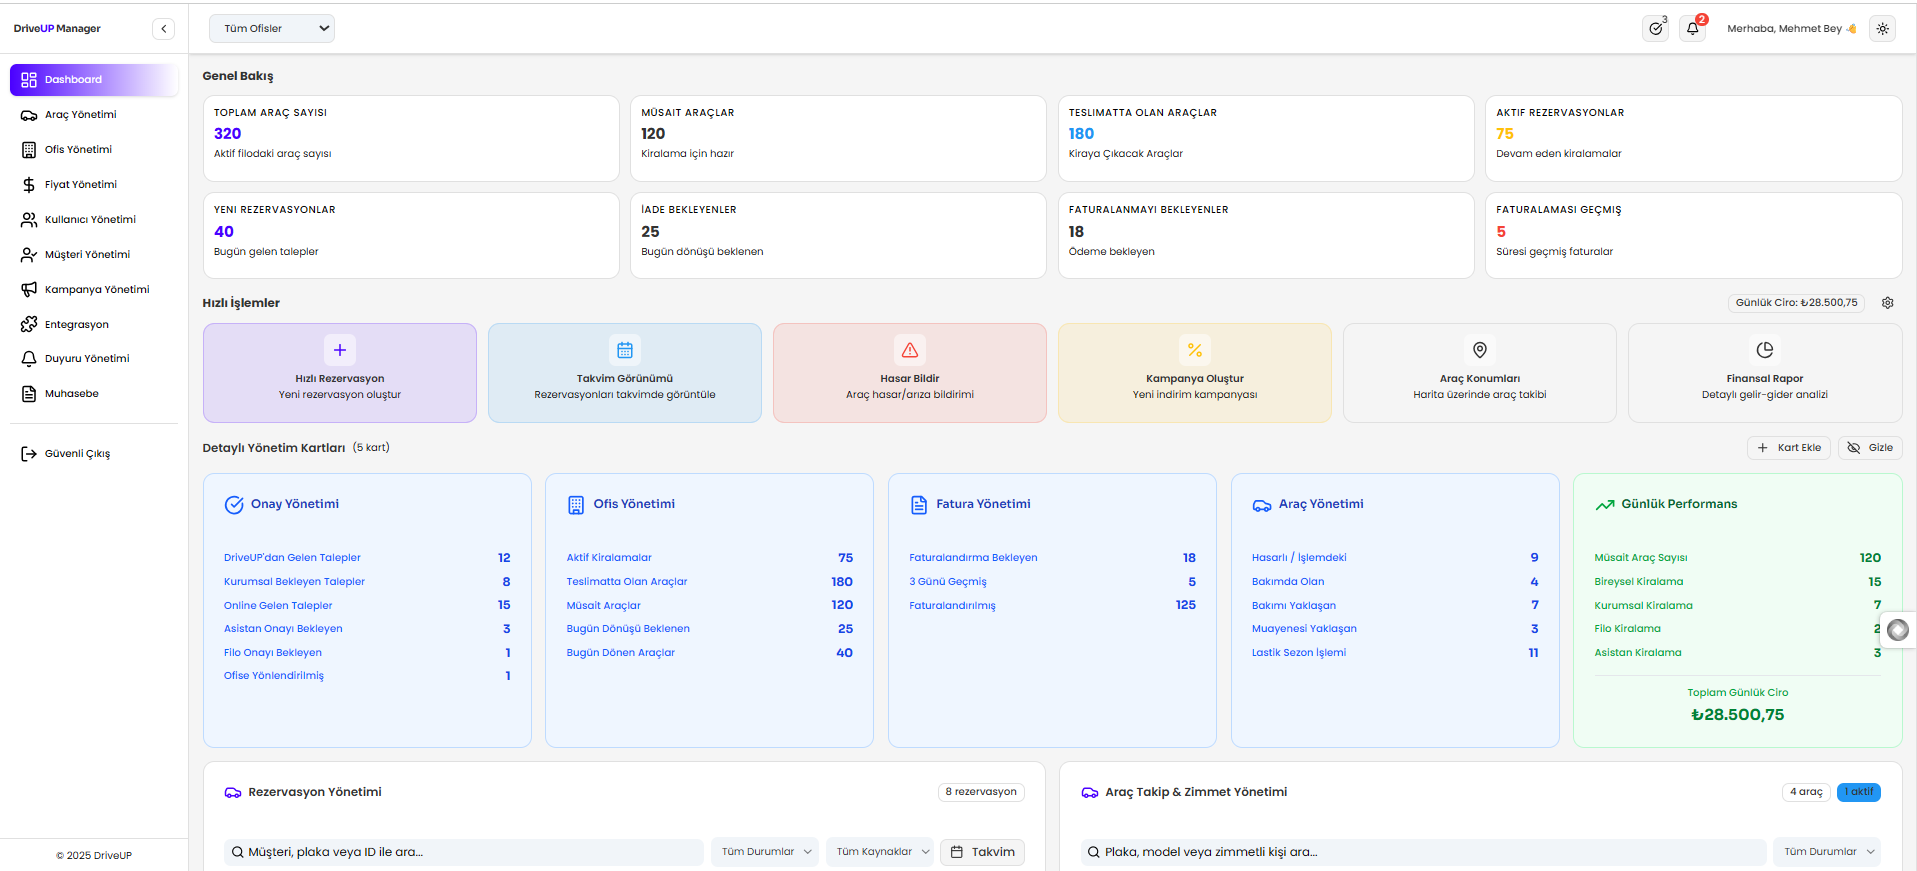 DriveUP Manager
Tüm Ofisler
3
2
Merhaba, Mehmet Bey
Dashboard
Araç Yönetimi
Ofis Yönetimi
Fiyat Yönetimi
Kullanıcı Yönetimi
Müşteri Yönetimi
Kampanya Yönetimi
Entegrasyon
Duyuru Yönetimi
Muhasebe
Güvenli Çıkış
© 2025 DriveUP
Genel Bakış
TOPLAM ARAÇ SAYISI
320
Aktif filodaki araç sayısı
MÜSAIT ARAÇLAR
120
Kiralama için hazır
TESLIMATTA OLAN ARAÇLAR
180
Kiraya Çıkacak Araçlar
AKTIF REZERVASYONLAR
75
Devam eden kiralamalar
YENI REZERVASYONLAR
40
Bugün gelen talepler
İADE BEKLEYENLER
25
Bugün dönüşü beklenen
FATURALANMAYI BEKLEYENLER
18
Ödeme bekleyen
FATURALAMASI GEÇMIŞ
5
Süresi geçmiş faturalar
Hızlı İşlemler
Günlük Ciro: ₺28.500,75
Hızlı Rezervasyon
Yeni rezervasyon oluştur
Takvim Görünümü
Rezervasyonları takvimde görüntüle
Hasar Bildir
Araç hasar/arıza bildirimi
Kampanya Oluştur
Yeni indirim kampanyası
Araç Konumları
Harita üzerinde araç takibi
Finansal Rapor
Detaylı gelir-gider analizi
Detaylı Yönetim Kartları (5 kart)
Kart Ekle
Gizle
Onay Yönetimi
DriveUP'dan Gelen Talepler 12
Kurumsal Bekleyen Talepler 8
Online Gelen Talepler 15
Asistan Onayı Bekleyen 3
Filo Onayı Bekleyen 1
Ofise Yönlendirilmiş 1
Ofis Yönetimi
Aktif Kiralamalar 75
Teslimatta Olan Araçlar 180
Müsait Araçlar 120
Bugün Dönüşü Beklenen 25
Bugün Dönen Araçlar 40
Fatura Yönetimi
Faturalandırma Bekleyen 18
3 Günü Geçmiş 5
Faturalandırılmış 125
Araç Yönetimi
Hasarlı / İşlemdeki 9
Bakımda Olan 4
Bakımı Yaklaşan 7
Muayenesi Yaklaşan 3
Lastik Sezon İşlemi 11
Günlük Performans
Müsait Araç Sayısı 120
Bireysel Kiralama 15
Kurumsal Kiralama 7
Filo Kiralama 2
Asistan Kiralama 3
Toplam Günlük Ciro
₺28.500,75
Rezervasyon Yönetimi
8 rezervasyon
Müşteri, plaka veya ID ile ara...
Tüm Durumlar
Tüm Kaynaklar
Takvim
Araç Takip & Zimmet Yönetimi
4 araç
1 aktif
Plaka, model veya zimmetli kişi ara...
Tüm Durumlar